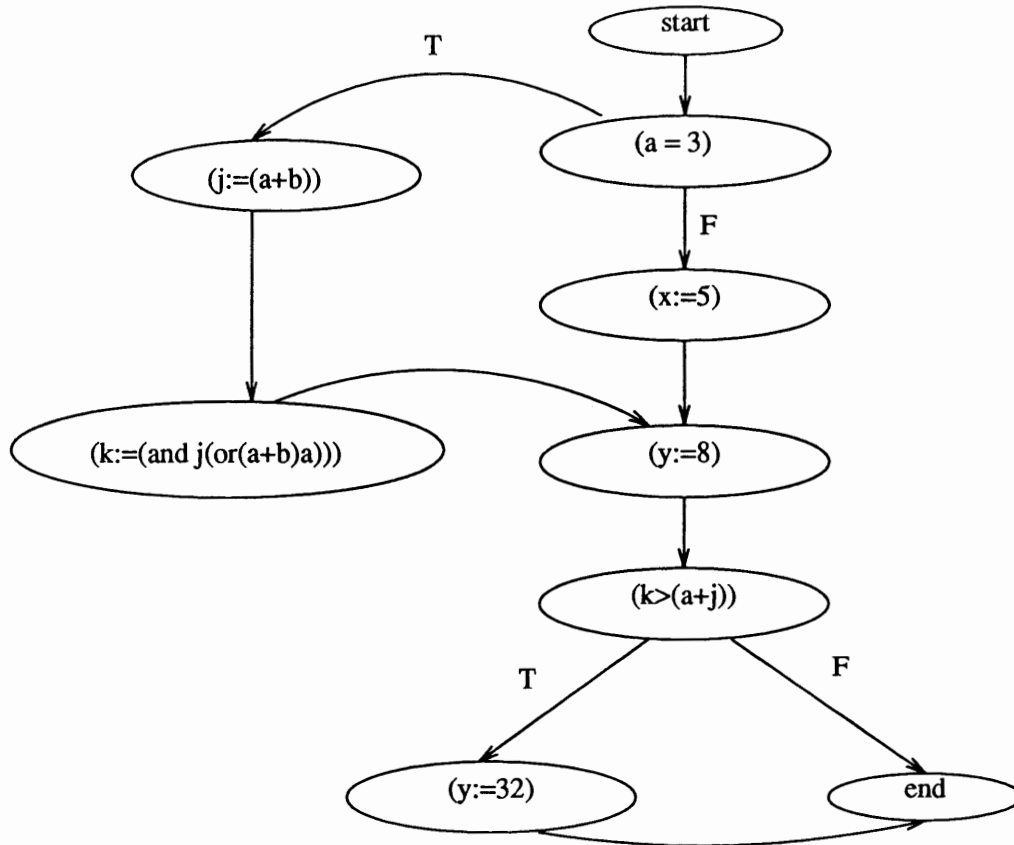 start
T
(a = 3)
(j:=(a+b))
F
(x:=5)
(k:=(and j(or(a+b)a)))
(y:=8)
(k>(a+j))
T
F
(y:=32)
end